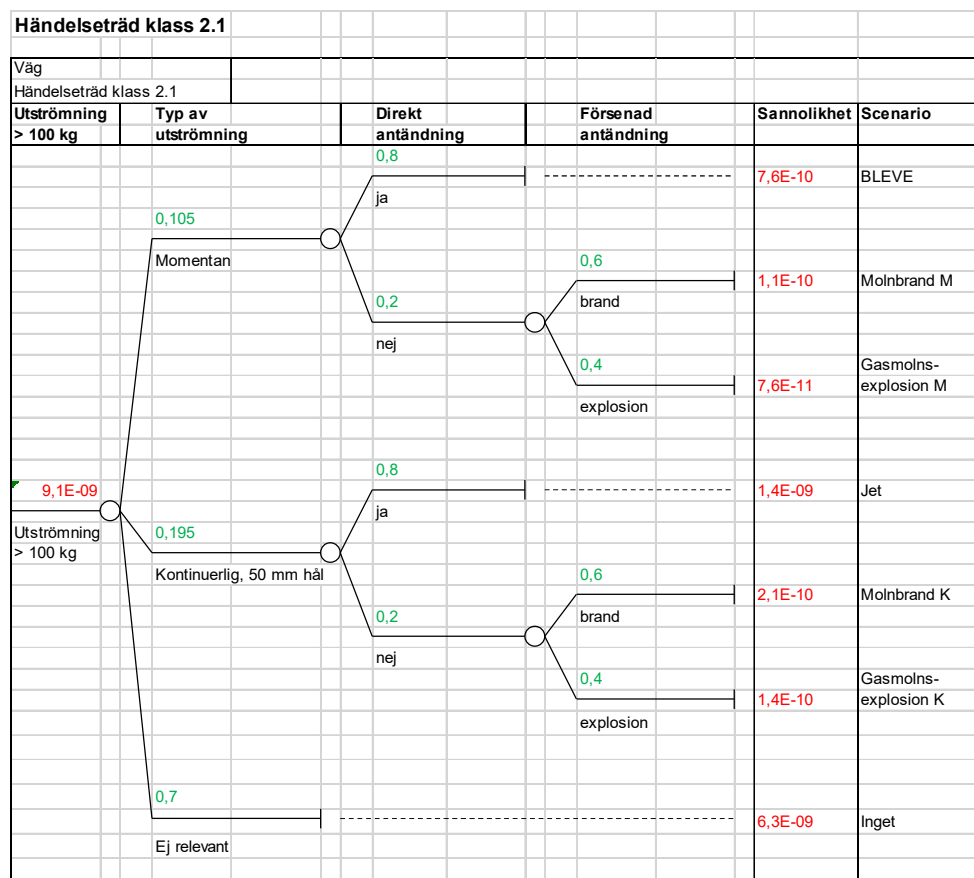 Händelseträd klass 2.1
Väg
Händelseträd klass 2.1
Utströmning
> 100 kg
Typ av
utströmning
Direkt
antändning
Försenad
antändning
Sannolikhet
Scenario
0,8
ja
7,6E-10
BLEVE
0,105
Momentan
0,6
brand
1,1E-10
Molnbrand M
0,2
nej
0,4
explosion
7,6E-11
Gasmolns-
explosion M
0,8
ja
1,4E-09
Jet
9,1E-09
Utströmning
> 100 kg
0,195
Kontinuerlig, 50 mm hål
0,6
brand
2,1E-10
Molnbrand K
0,2
nej
0,4
explosion
1,4E-10
Gasmolns-
explosion K
0,7
Ej relevant
6,3E-09
Inget